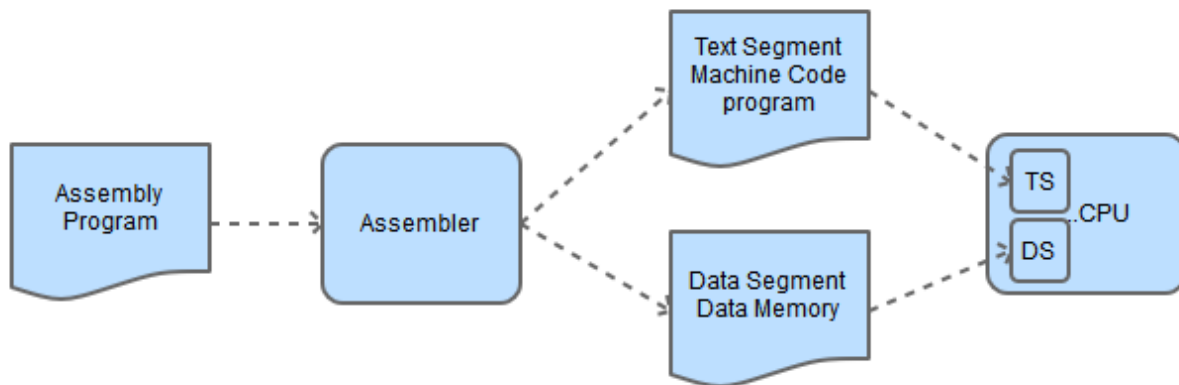 Assembly
Program
Assembler
Text Segment
Machine Code
program
Data Segment
Data Memory
TS
..CPU
DS